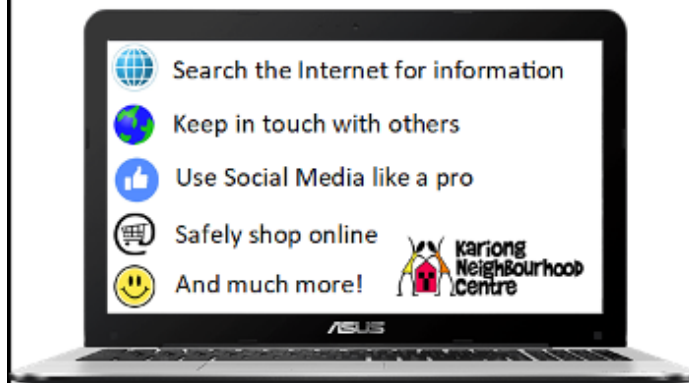 Search the Internet for information
Keep in touch with others
Use Social Media like a pro
Safely shop online
And much more!
Kariong
Neighbourhood
Centre
ASUS